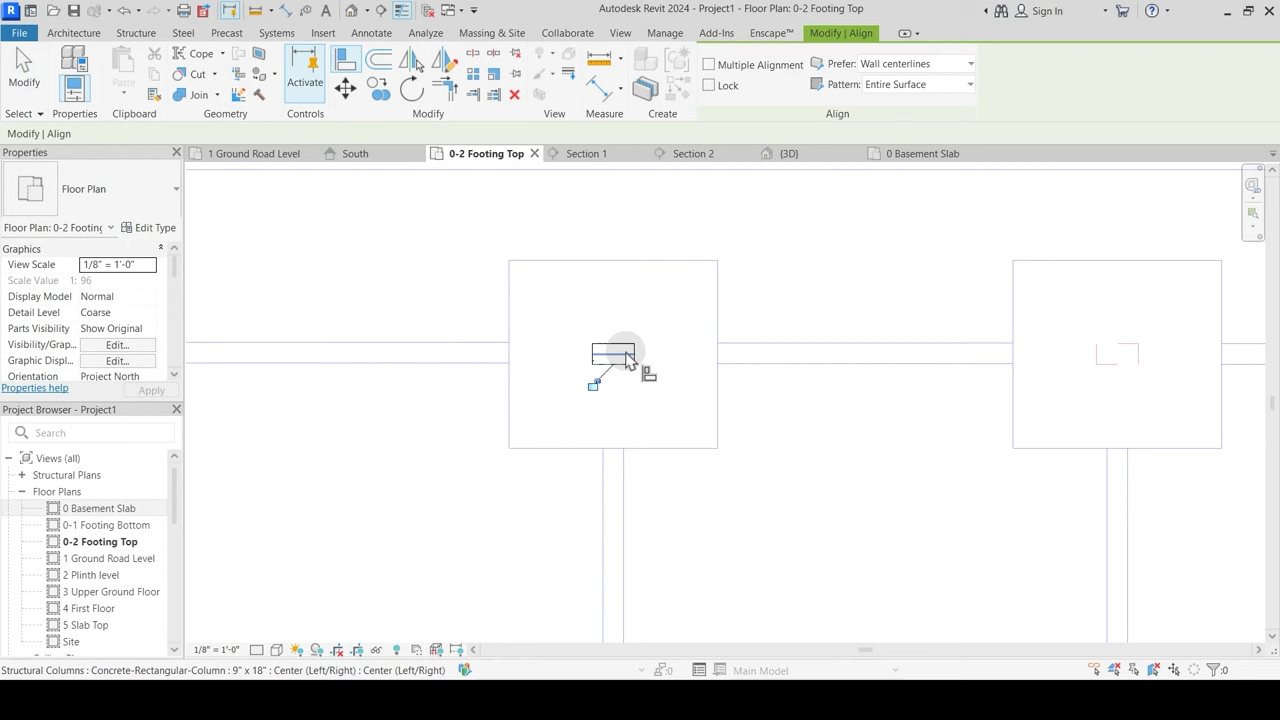 Autodesk Revit 2024 - Project1 - Floor Plan: 0-2 Footing Top
Sign In
File
Architecture
Structure
Steel
Precast
Systems
Insert
Annotate
Analyze
Massing & Site
Collaborate
View
Manage
Add-Ins
Enscape™
Modify | Align
Modify
Paste
Cope
Cut
Join
Activate
Multiple Alignment
Lock
Prefer: Wall centerlines
Pattern: Entire Surface
Select
Properties
Clipboard
Geometry
Controls
Modify
View
Measure
Create
Align
Modify | Align
Properties
1 Ground Road Level
South
0-2 Footing Top
Section 1
Section 2
{3D}
0 Basement Slab
Floor Plan
Floor Plan: 0-2 Footing
Edit Type
Graphics
View Scale 1/8" = 1'-0"
Scale Value 1: 96
Display Model Normal
Detail Level Coarse
Parts Visibility Show Original
Visibility/Grap... Edit...
Graphic Displ... Edit...
Orientation Project North
Properties help
Apply
Project Browser - Project1
Search
Views (all)
Structural Plans
Floor Plans
0 Basement Slab
0-1 Footing Bottom
0-2 Footing Top
1 Ground Road Level
2 Plinth level
3 Upper Ground Floor
4 First Floor
5 Slab Top
Site
1/8" = 1'-0"
Structural Columns : Concrete-Rectangular-Column : 9" x 18" : Center (Left/Right) : Center (Left/Right)
:0
Main Model
:0